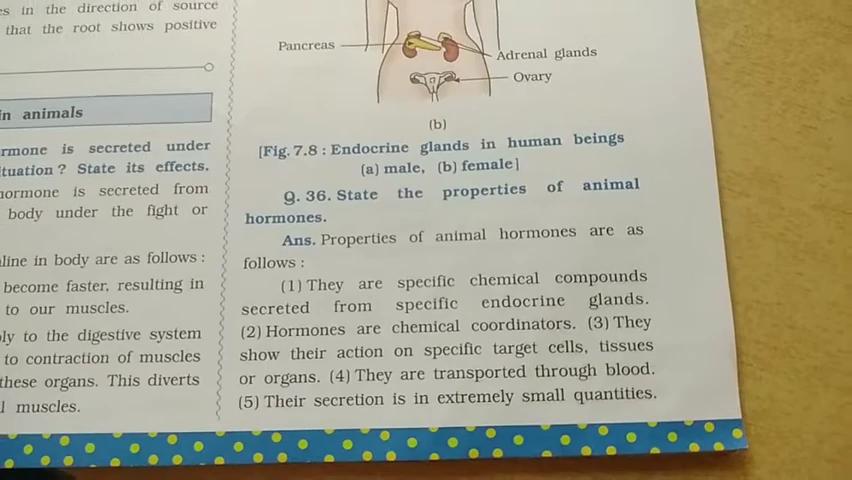 es in the direction of source
that the root shows positive
in animals
rmone is secreted under
tuation ? State its effects.
hormone is secreted from
body under the fight or
line in body are as follows :
become faster, resulting in
to our muscles.
ly to the digestive system
to contraction of muscles
these organs. This diverts
l muscles.
Pancreas
Adrenal glands
Ovary
(b)
[Fig. 7.8 : Endocrine glands in human beings
(a) male, (b) female]
Q. 36. State the properties of animal
hormones.
Ans. Properties of animal hormones are as
follows :
(1) They are specific chemical compounds
secreted from specific endocrine glands.
(2) Hormones are chemical coordinators. (3) They
show their action on specific target cells, tissues
or organs. (4) They are transported through blood.
(5) Their secretion is in extremely small quantities.